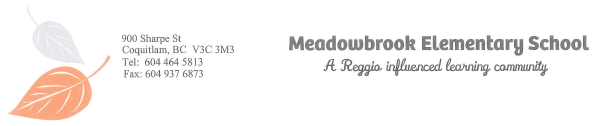 900 Sharpe St
Coquitlam, BC V3C 3M3
Tel: 604 464 5813
Fax: 604 937 6873
Meadowbrook Elementary School
A Reggio influenced learning community